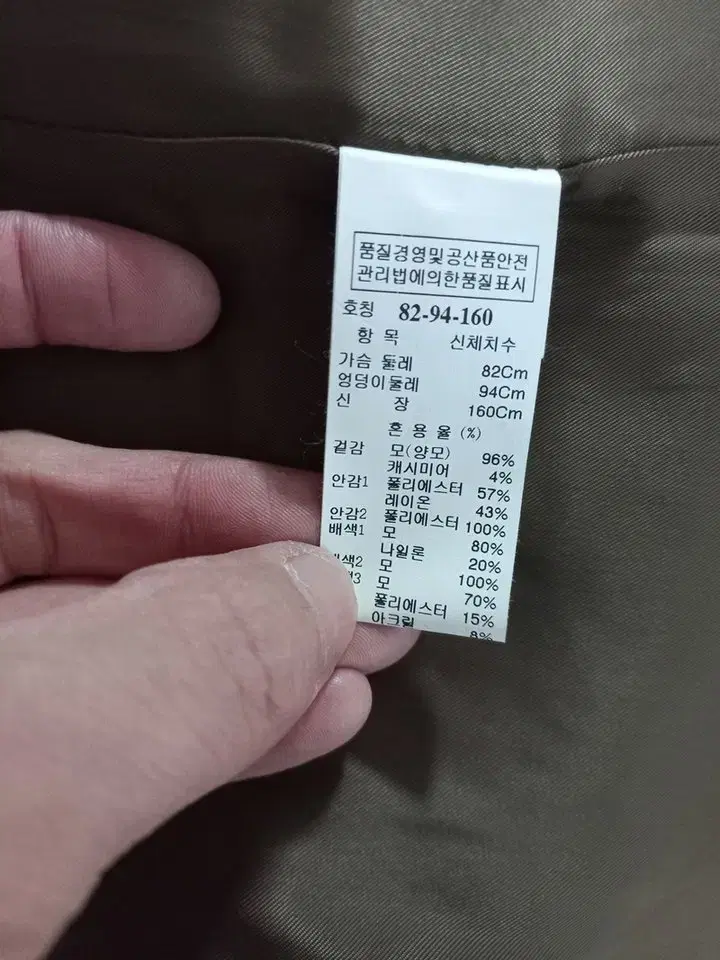 품질경영및공산품안전
관리법에의한품질표시
호칭 82-94-160
항 목 신체치수
가슴 둘레 82Cm
엉덩이둘레 94Cm
신 장 160Cm
혼 용 율 (%)
겉감 모(양모) 96%
캐시미어 4%
안감1 폴리에스터 57%
레이온 43%
안감2 폴리에스터 100%
배색1 모 80%
나일론 20%
색2 모 100%
3 모 70%
폴리에스터 15%
아크릴 8%